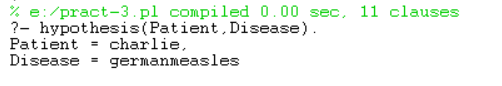 % e:/pract-3.pl compiled 0.00 sec, 11 clauses
?- hypothesis(Patient,Disease).
Patient = charlie,
Disease = germanmeasles